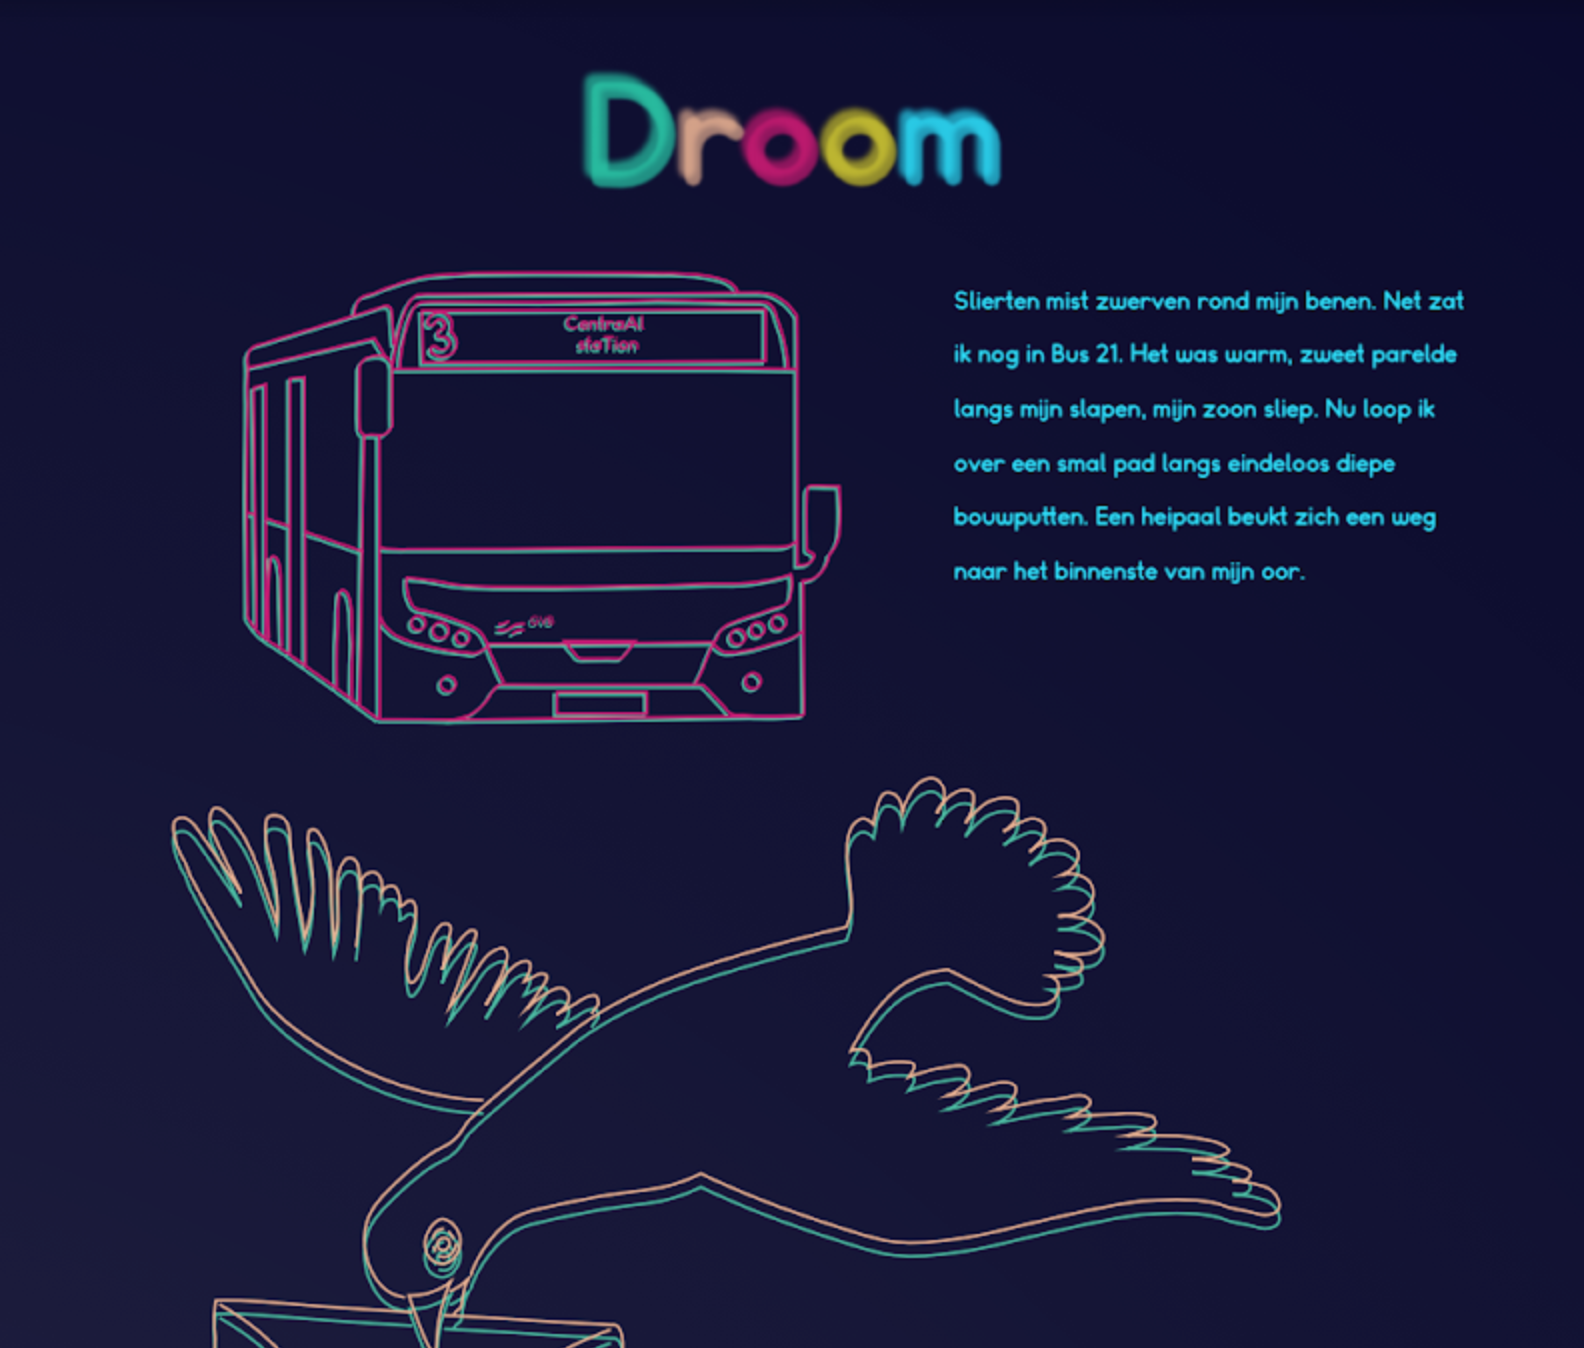 Droom
3
CentraAl
staTion
Slierten mist zwerven rond mijn benen. Net zat
ik nog in Bus 21. Het was warm, zweet parelde
langs mijn slapen, mijn zoon sliep. Nu loop ik
over een smal pad langs eindeloos diepe
bouwputten. Een heipaal beukt zich een weg
naar het binnenste van mijn oor.